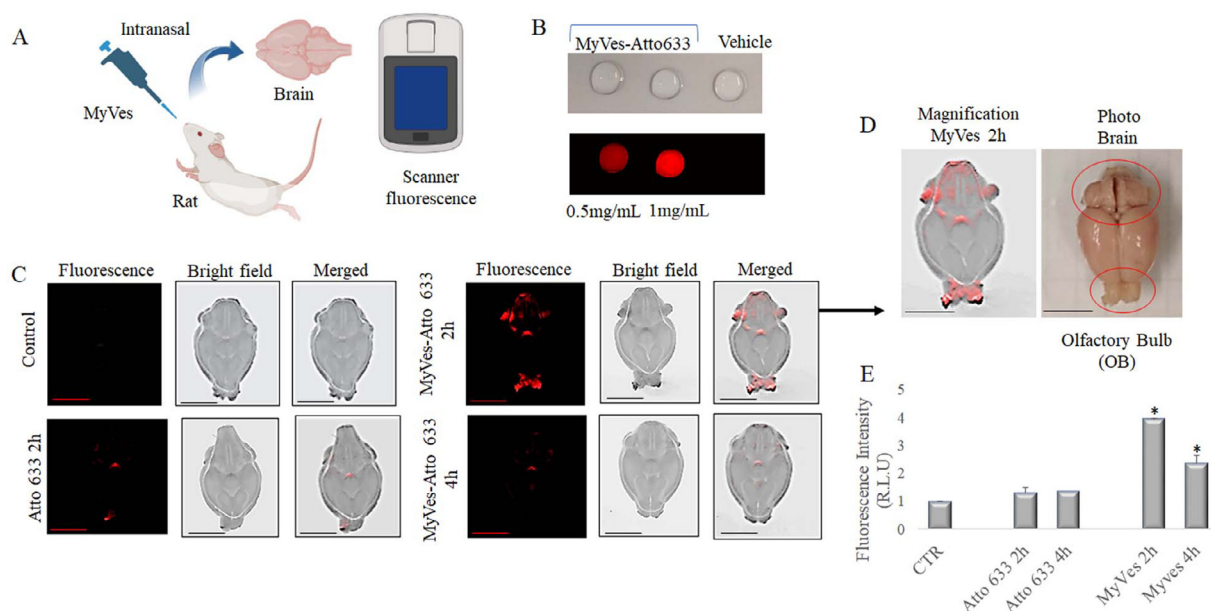 A
Intranasal
MyVes
Brain
Rat
Scanner
fluorescence
B
MyVes-Atto633
Vehicle
0.5mg/mL
1mg/mL
C
Fluorescence
Bright field
Merged
Control
Atto 633 2h
Fluorescence
Bright field
Merged
MyVes-Atto 633
2h
MyVes-Atto 633
4h
D
Magnification
MyVes 2h
Photo
Brain
Olfactory Bulb
(OB)
E
Fluorescence Intensity
(R.L.U)
5
4
3
2
1
0
*
*
CTR
Atto 633 2h
Atto 633 4h
MyVes 2h
Myves 4h